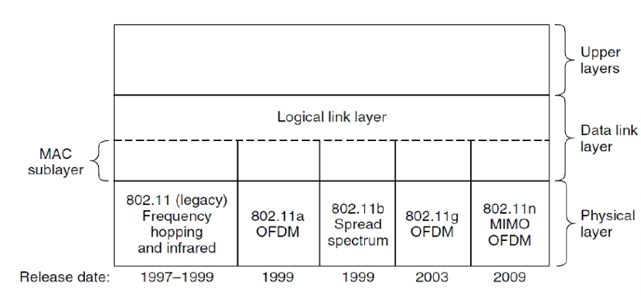 Upper
layers
Logical link layer
Data link
layer
MAC
sublayer
802.11 (legacy)
Frequency
hopping
and infrared
802.11a
OFDM
802.11b
Spread
spectrum
802.11g
OFDM
802.11n
MIMO
OFDM
Physical
layer
Release date: 1997–1999 1999 1999 2003 2009